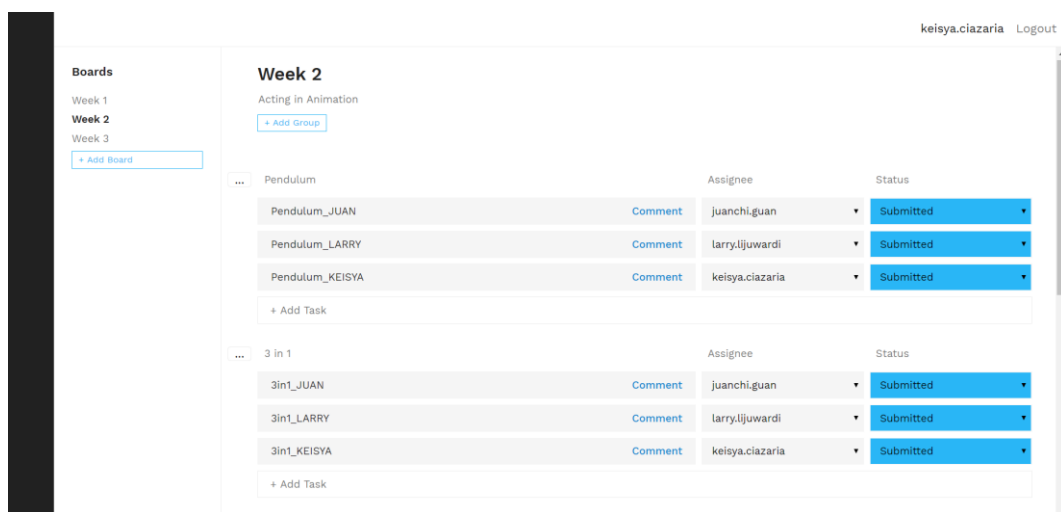 keisya.ciazaria Logout
Boards
Week 1
Week 2
Week 3
+ Add Board
Week 2
Acting in Animation
+ Add Group
... Pendulum Assignee Status
Pendulum_JUAN Comment juanchi.guan Submitted
Pendulum_LARRY Comment larry.lijuwardi Submitted
Pendulum_KEISYA Comment keisya.ciazaria Submitted
+ Add Task
... 3 in 1 Assignee Status
3in1_JUAN Comment juanchi.guan Submitted
3in1_LARRY Comment larry.lijuwardi Submitted
3in1_KEISYA Comment keisya.ciazaria Submitted
+ Add Task